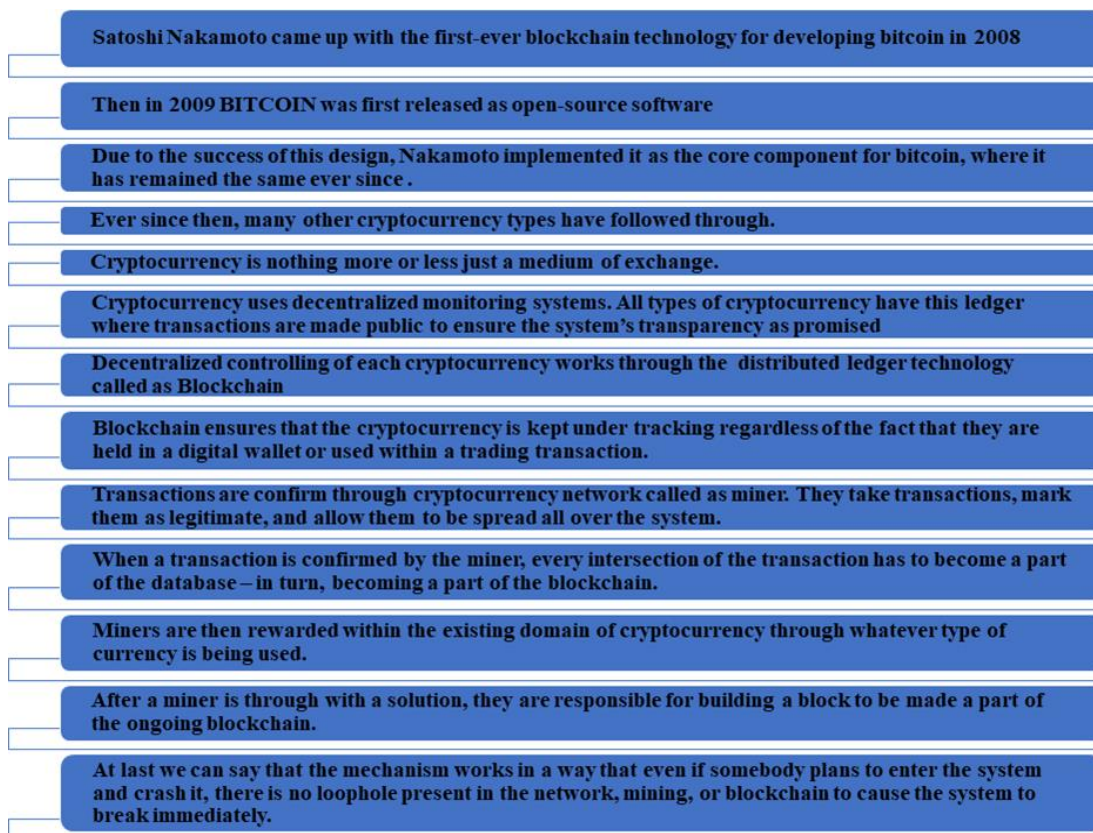 Satoshi Nakamoto came up with the first-ever blockchain technology for developing bitcoin in 2008
Then in 2009 BITCOIN was first released as open-source software
Due to the success of this design, Nakamoto implemented it as the core component for bitcoin, where it
has remained the same ever since .
Ever since then, many other cryptocurrency types have followed through.
Cryptocurrency is nothing more or less just a medium of exchange.
Cryptocurrency uses decentralized monitoring systems. All types of cryptocurrency have this ledger
where transactions are made public to ensure the system’s transparency as promised
Decentralized controlling of each cryptocurrency works through the distributed ledger technology
called as Blockchain
Blockchain ensures that the cryptocurrency is kept under tracking regardless of the fact that they are
held in a digital wallet or used within a trading transaction.
Transactions are confirm through cryptocurrency network called as miner. They take transactions, mark
them as legitimate, and allow them to be spread all over the system.
When a transaction is confirmed by the miner, every intersection of the transaction has to become a part
of the database – in turn, becoming a part of the blockchain.
Miners are then rewarded within the existing domain of cryptocurrency through whatever type of
currency is being used.
After a miner is through with a solution, they are responsible for building a block to be made a part of
the ongoing blockchain.
At last we can say that the mechanism works in a way that even if somebody plans to enter the system
and crash it, there is no loophole present in the network, mining, or blockchain to cause the system to
break immediately.